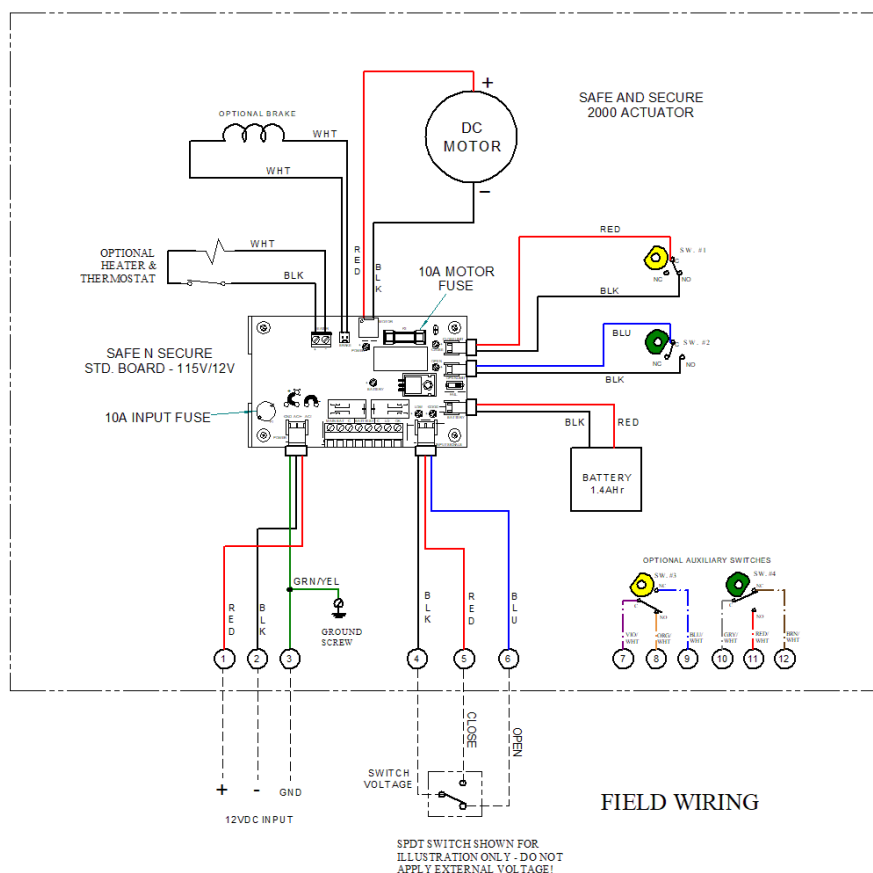 SAFE AND SECURE
2000 ACTUATOR
OPTIONAL BRAKE
WHT
WHT
+
DC
MOTOR
−
RED
BLK
OPTIONAL
HEATER &
THERMOSTAT
WHT
BLK
10A MOTOR
FUSE
RED
SW. #1
C
NC
NO
BLK
BLU
SW. #2
C
NC
NO
BLK
SAFE N SECURE
STD. BOARD - 115V/12V
10A INPUT FUSE
BLK
RED
BATTERY
1.4AHr
GRN/YEL
GROUND
SCREW
RED
BLK
BLK
RED
BLU
OPTIONAL AUXILIARY SWITCHES
SW. #3
NC
C
NO
SW. #4
NC
C
NO
VIO/
WHT
ORG/
WHT
BLU/
WHT
GRY/
WHT
RED/
WHT
BRN/
WHT
1
2
3
4
5
6
7
8
9
10
11
12
CLOSE
OPEN
SWITCH
VOLTAGE
+
-
GND
12VDC INPUT
FIELD WIRING
SPDT SWITCH SHOWN FOR
ILLUSTRATION ONLY - DO NOT
APPLY EXTERNAL VOLTAGE!